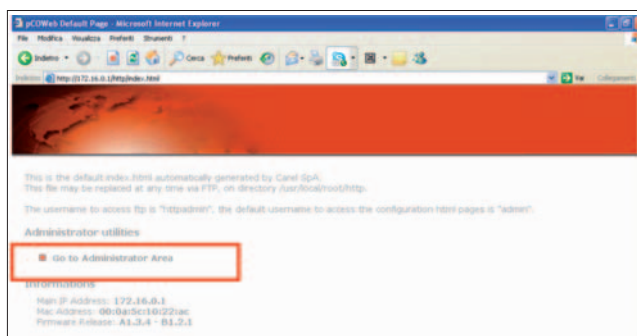 pCOWeb Default Page - Microsoft Internet Explorer
File Modifica Visualizza Preferiti Strumenti ?
Indietro Cerca Preferiti
Indirizzo http://172.16.0.1/http/index.html Vai Collegamenti
This is the default index.html automatically generated by Carel SpA.
This file may be replaced at any time via FTP, on directory /usr/local/root/http.
The username to access ftp is "httpadmin", the default username to access the configuration html pages is "admin".
Administrator utilities
Go to Administrator Area
Informations
Main IP Address: 172.16.0.1
Mac Address: 00:0a:5c:10:22:ac
Firmware Release: A1.3.4 - B1.2.1